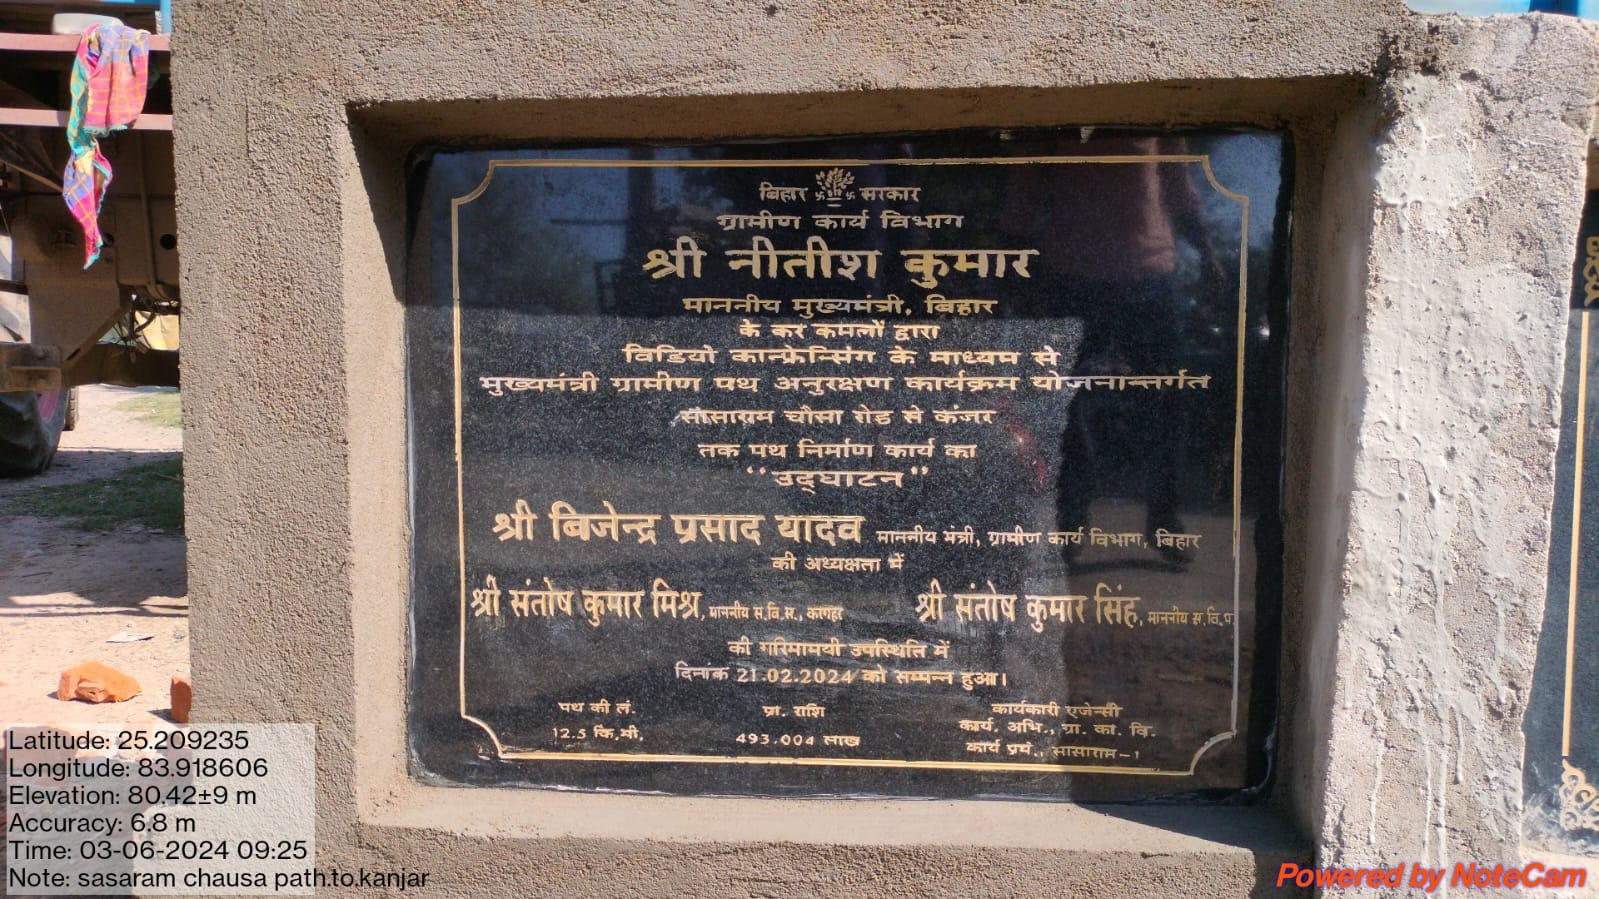 बिहार सरकार
ग्रामीण कार्य विभाग
श्री नीतीश कुमार
माननीय मुख्यमंत्री, बिहार
के कर कमलों द्वारा
विडियो कान्फ्रेन्सिंग के माध्यम से
मुख्यमंत्री ग्रामीण पथ अनुरक्षण कार्यक्रम योजनान्तर्गत
सासाराम चौसा रोड से कंजर
तक पथ निर्माण कार्य का
“उद्घाटन”
श्री बिजेन्द्र प्रसाद यादव माननीय मंत्री, ग्रामीण कार्य विभाग, बिहार
की अध्यक्षता में
श्री संतोष कुमार मिश्र, माननीय स.वि.स., कागहर श्री संतोष कुमार सिंह, माननीय स.वि.प.
की गरिमामयी उपस्थिति में
दिनांक 21.02.2024 को सम्पन्न हुआ।
पथ की लं. प्रा. राशि कार्यकारी एजेन्सी
12.5 कि.मी. 493.004 लाख कार्य. अभि., ग्रा. का. वि.
कार्य प्रमं., सासाराम-1
Latitude: 25.209235
Longitude: 83.918606
Elevation: 80.42±9 m
Accuracy: 6.8 m
Time: 03-06-2024 09:25
Note: sasaram chausa path.to.kanjar
Powered by NoteCam